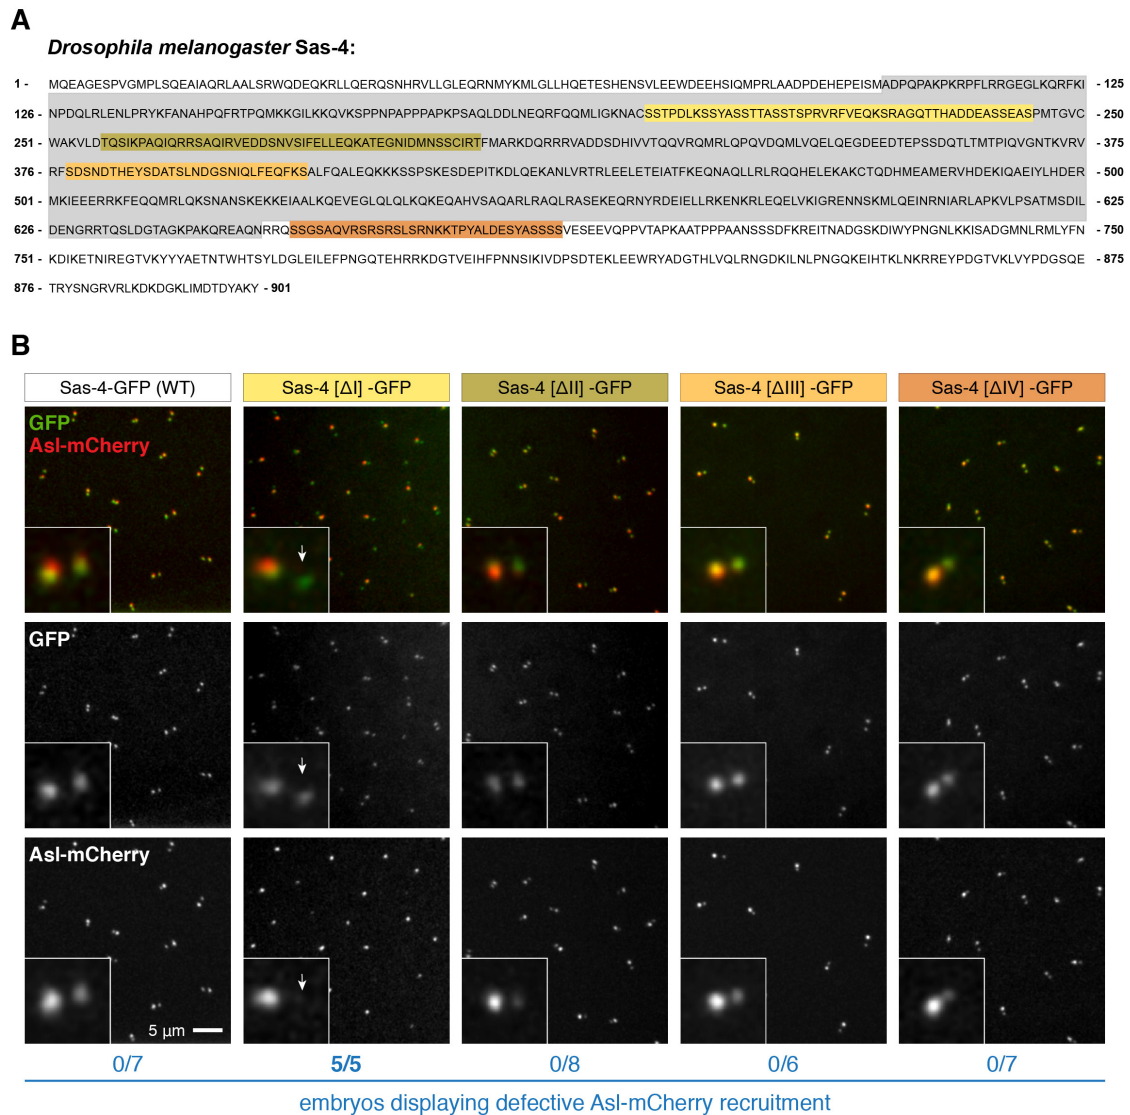 A
Drosophila melanogaster Sas-4:
1 - MQEAGESPVGMPLSQEAIAQRLAALSRWQDEQKRLLQERQSNHRVLLGLEQRNMYKMLGLLHQETESHENSVLEEWDEEHSIQMPRLAADPDEHEPEISMADPQPAKPKRPFLRRGEGLKQRFKI - 125
126 - NPDQLRLENLPRYKFANAHPQFRTPQMKKGILKKQVKSPPNPAPPPAPKPSAQLDDLNEQRFQQMLIGKNACSSTPDLKSSYASSTTASSTSPRVRFVEQKSRAGQTTHADDEASSEASPMTGVC - 250
251 - WAKVLDTQSIKPAQIQRRSAQIRVEDDSNVSIFELLEQKATEGNIDMNSSCIRTFMARKDQRRRVADDSDHIVVTQQVRQMRLQPQVDQMLVQELQEGDEEDTEPSSDQTLTMTPIQVGNTKVRV - 375
376 - RFSDSNDTHEYSDATSLNDGSNIQLFEQFKSALFQALEQKKKSSPSKESDEPITKDLQEKANLVRTRLEELETEIATFKEQNAQLLRLRQQHELEKAKCTQDHMEAMERVHDEKIQAEIYLHDER - 500
501 - MKIEEERRKFEQQMRLQKSNANSKEKKEIAALKQEVEGLQLQLKQKEQAHVSAQARLRAQLRASEKEQRNYRDEIELLRKENKRLEQELVKIGRENNSKMLQEINRNIARLAPKVLPSATMSDIL - 625
626 - DENGRRTQSLDGTAGKPAKQREAQNRRQSSGSAQVRSRSRSLSRNKKTPYALDESYASSSSVESEEVQPPVTAPKAATPPPAANSSSDFKREITNADGSKDIWYPNGNLKKISADGMNLRMLYFN - 750
751 - KDIKETNIREGTVKYYYAETNTWHTSYLDGLEILEFPNGQTEHRRKDGTVEIHFPNNSIKIVDPSDTEKLEEWRYADGTHLVQLRNGDKILNLPNGQKEIHTKLNKRREYPDGTVKLVYPDGSQE - 875
876 - TRYSNGRVRLKDKDGKLIMDTDYAKY - 901
B
Sas-4-GFP (WT)
Sas-4 [ΔI] -GFP
Sas-4 [ΔII] -GFP
Sas-4 [ΔIII] -GFP
Sas-4 [ΔIV] -GFP
GFP
Asl-mCherry
GFP
Asl-mCherry
5 µm
0/7
5/5
0/8
0/6
0/7
embryos displaying defective Asl-mCherry recruitment